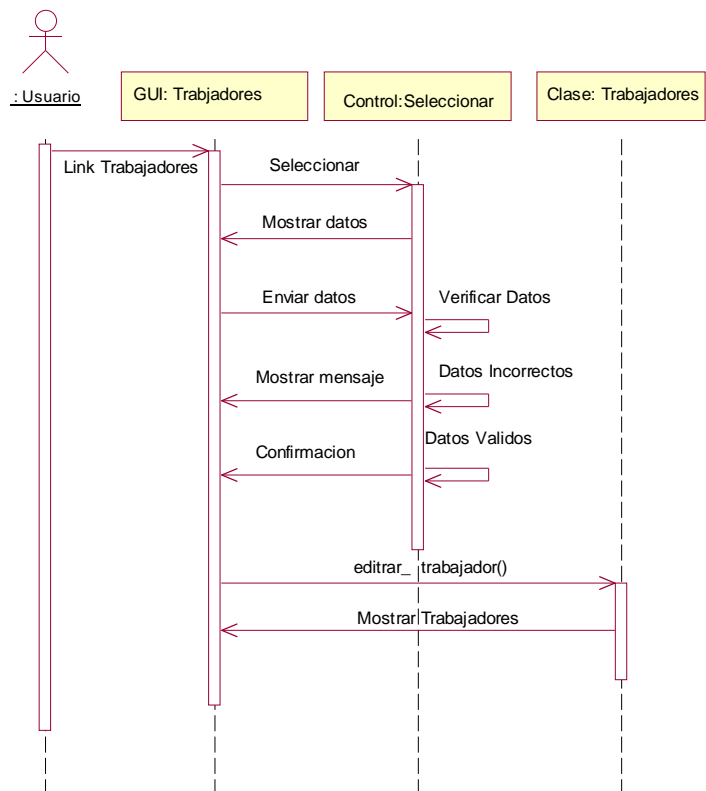 : Usuario
GUI: Trabjadores
Control:Seleccionar
Clase: Trabajadores
Link Trabajadores
Seleccionar
Mostrar datos
Enviar datos
Verificar Datos
Mostrar mensaje
Datos Incorrectos
Confirmacion
Datos Validos
editrar_ trabajador()
Mostrar Trabajadores